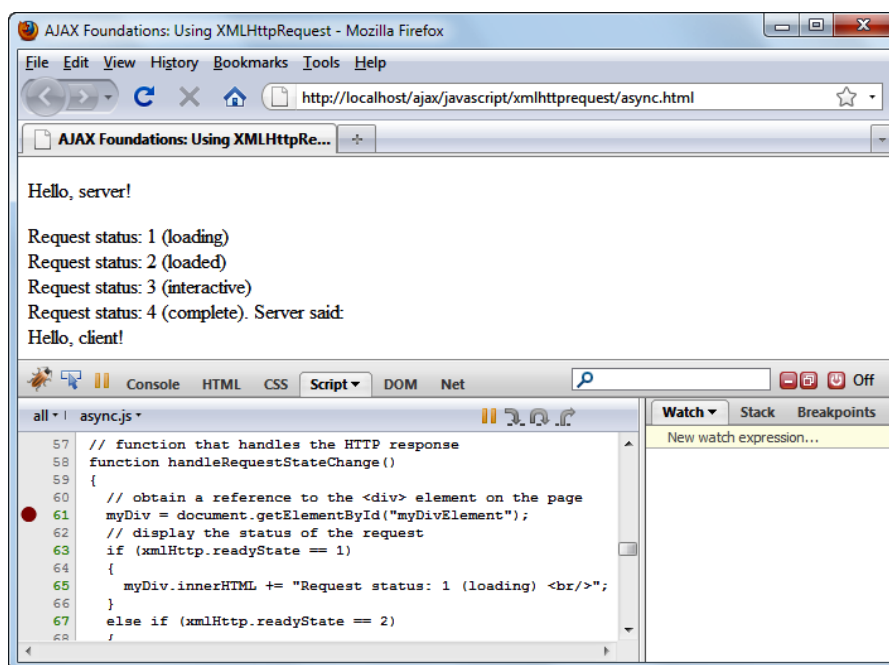 AJAX Foundations: Using XMLHttpRequest - Mozilla Firefox
File Edit View History Bookmarks Tools Help
http://localhost/ajax/javascript/xmlhttprequest/async.html
AJAX Foundations: Using XMLHttpRe...
Hello, server!
Request status: 1 (loading)
Request status: 2 (loaded)
Request status: 3 (interactive)
Request status: 4 (complete). Server said:
Hello, client!
Console HTML CSS Script DOM Net Off
all async.js
Watch Stack Breakpoints
New watch expression...
57 // function that handles the HTTP response
58 function handleRequestStateChange()
59 {
60 // obtain a reference to the <div> element on the page
61 myDiv = document.getElementById("myDivElement");
62 // display the status of the request
63 if (xmlHttp.readyState == 1)
64 {
65 myDiv.innerHTML += "Request status: 1 (loading) <br/>";
66 }
67 else if (xmlHttp.readyState == 2)
68 {